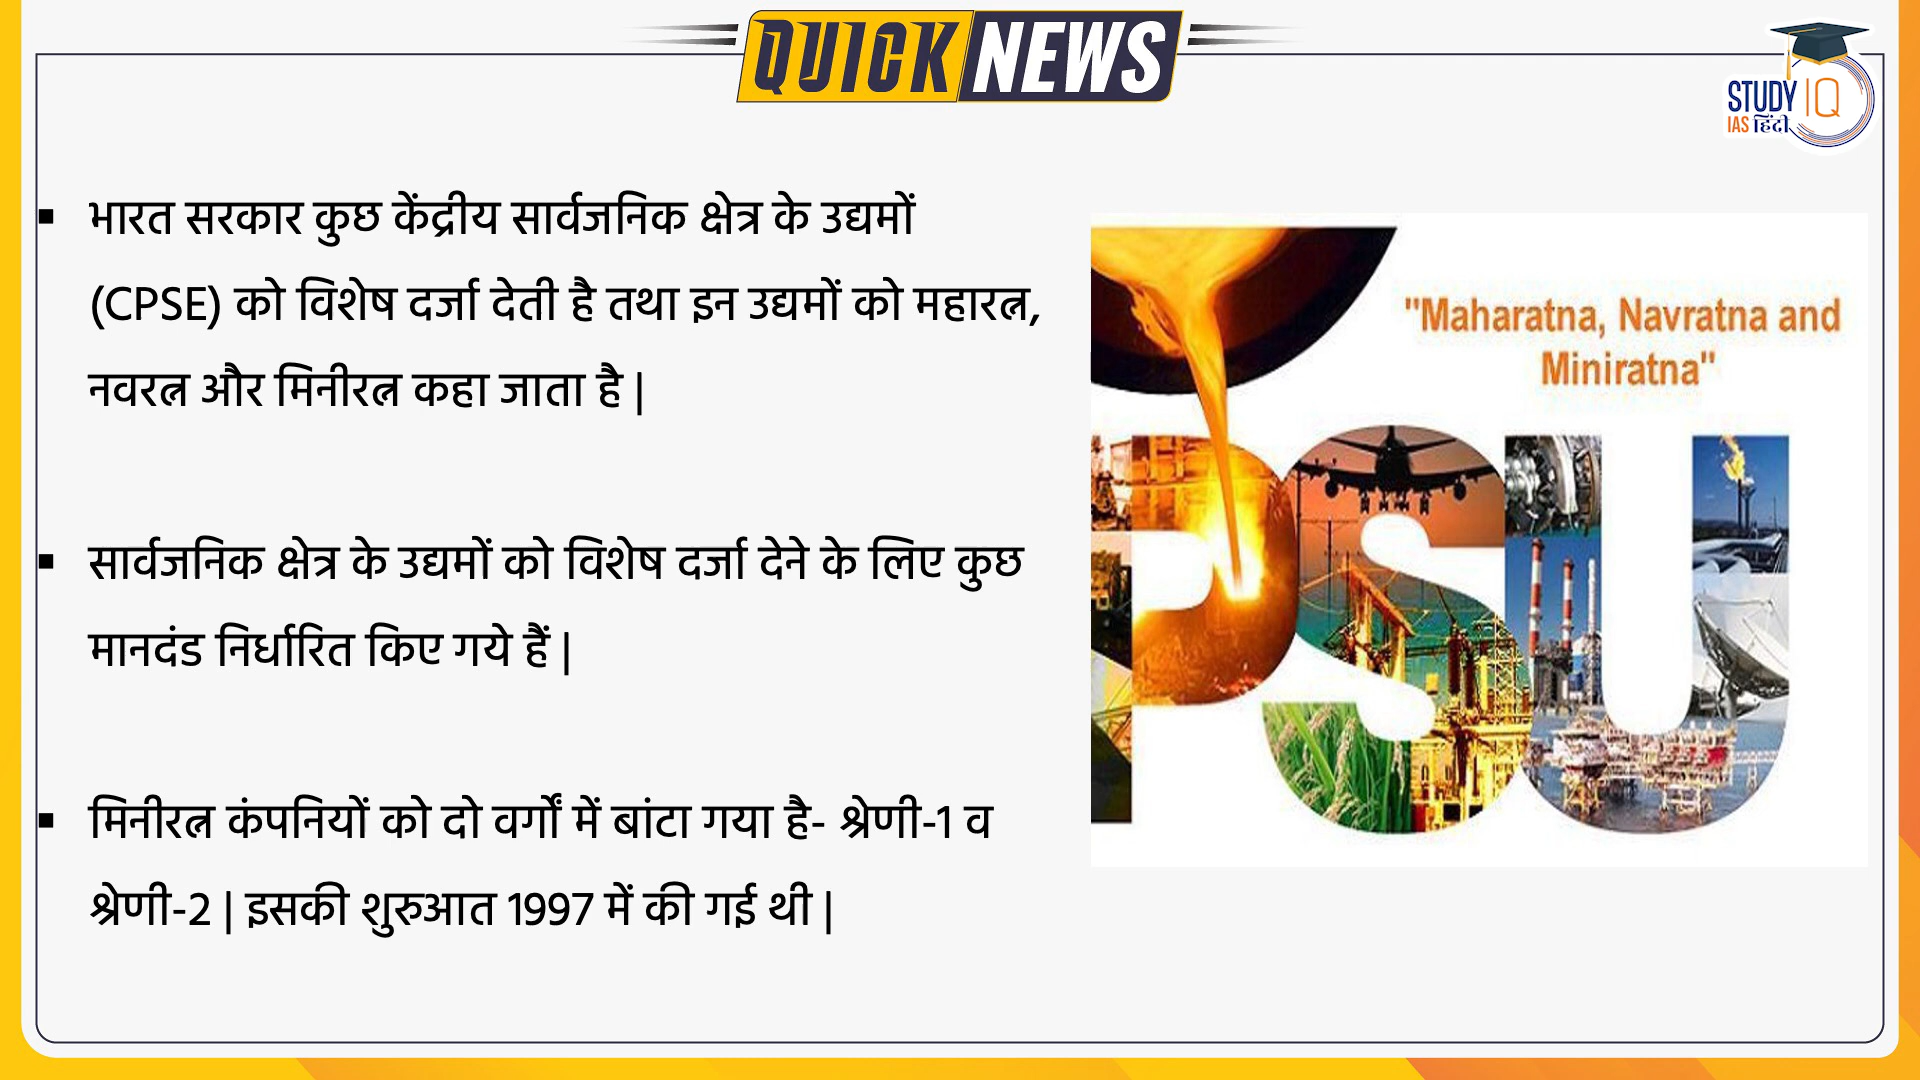 QUICK NEWS
STUDY IQ
IAS हिंदी
▪ भारत सरकार कुछ केंद्रीय सार्वजनिक क्षेत्र के उद्यमों
(CPSE) को विशेष दर्जा देती है तथा इन उद्यमों को महारत्न,
नवरत्न और मिनीरत्न कहा जाता है |
▪ सार्वजनिक क्षेत्र के उद्यमों को विशेष दर्जा देने के लिए कुछ
मानदंड निर्धारित किए गये हैं |
▪ मिनीरत्न कंपनियों को दो वर्गों में बांटा गया है- श्रेणी-1 व
श्रेणी-2 | इसकी शुरुआत 1997 में की गई थी |
"Maharatna, Navratna and
Miniratna"
PSU